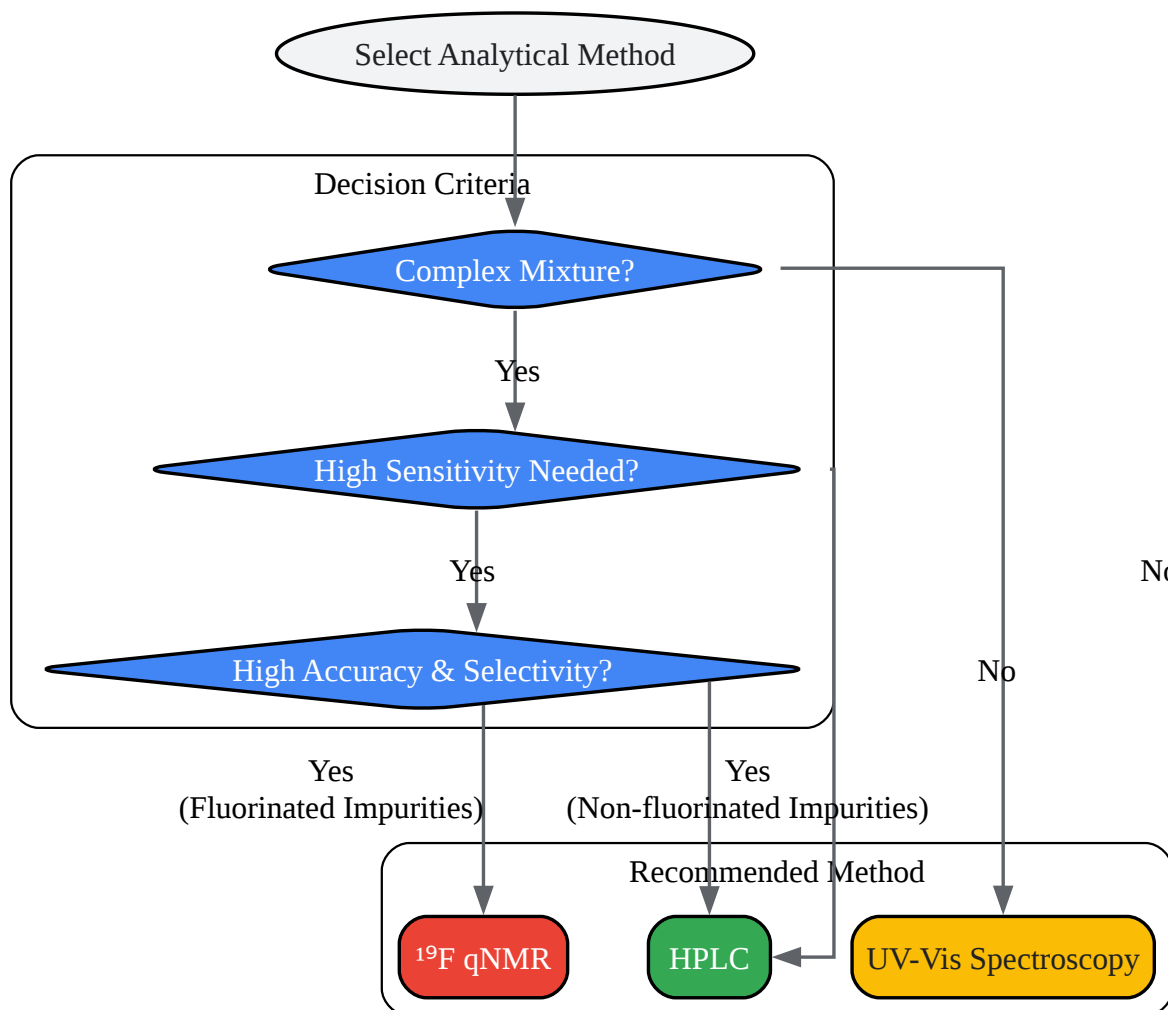 Select Analytical Method
Decision Criteria
Complex Mixture?
Yes
High Sensitivity Needed?
Yes
No
High Accuracy & Selectivity?
No
Yes
(Fluorinated Impurities)
Yes
(Non-fluorinated Impurities)
Recommended Method
¹⁹F qNMR
HPLC
UV-Vis Spectroscopy